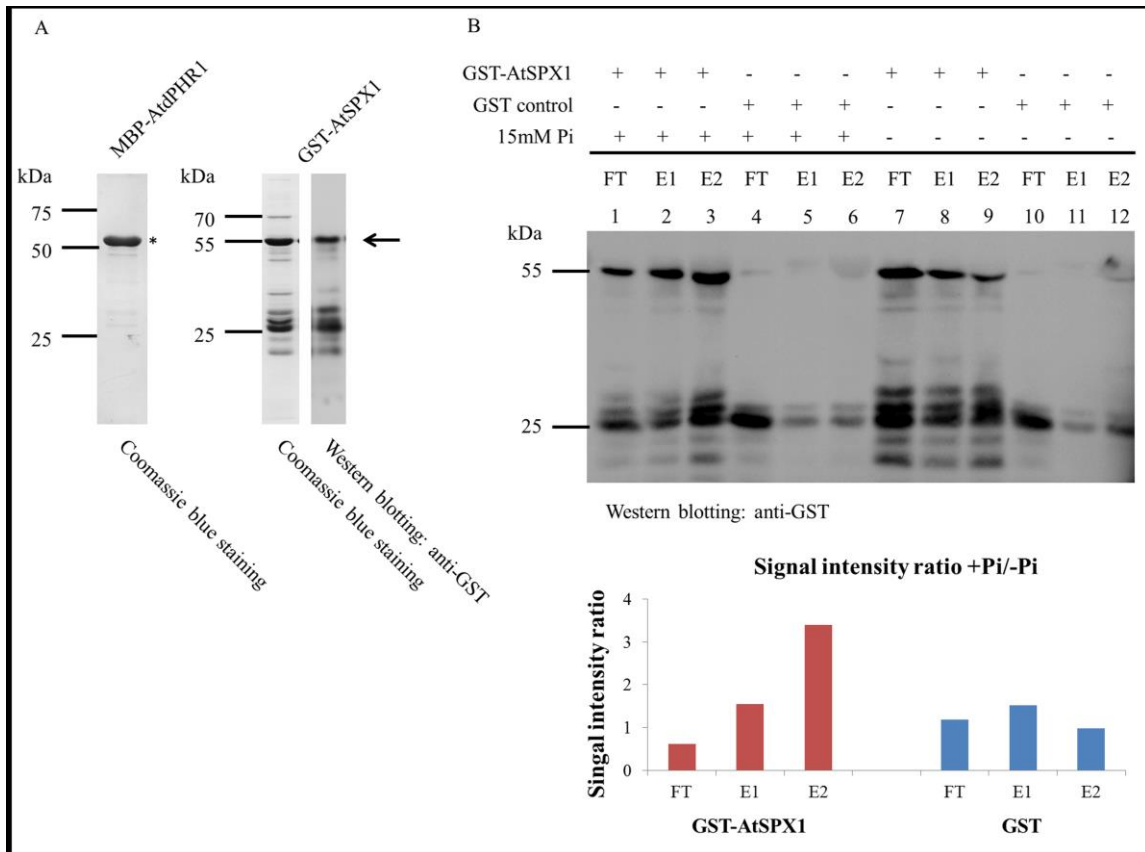 A
MBP-AtdPHR1
GST-AtSPX1
kDa
75
50
25
*
kDa
70
55
25
Coomassie blue staining
Coomassie blue staining
Western blotting: anti-GST
B
GST-AtSPX1 + + + - - - + + + - - -
GST control - - - + + + - - - + + +
15mM Pi + + + + + + - - - - - -
FT E1 E2 FT E1 E2 FT E1 E2 FT E1 E2
1 2 3 4 5 6 7 8 9 10 11 12
kDa
55
25
Western blotting: anti-GST
Signal intensity ratio +Pi/-Pi
Singal intensity ratio
4
3
2
1
0
FT E1 E2 FT E1 E2
GST-AtSPX1 GST